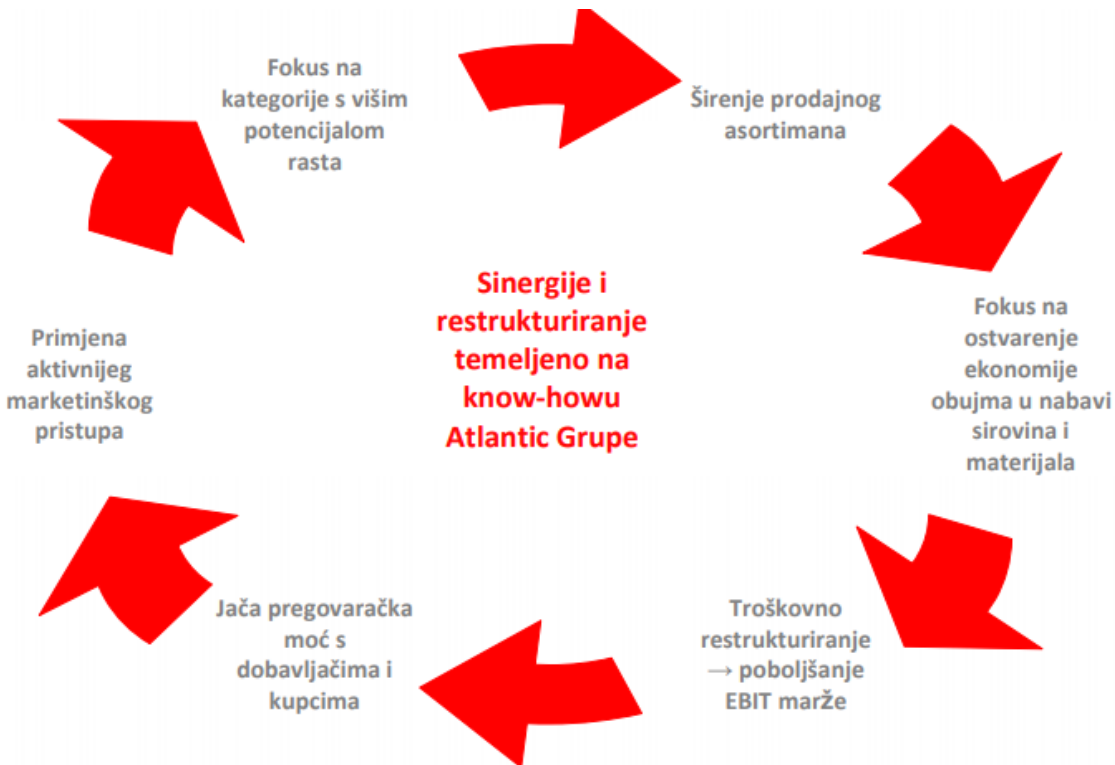 Fokus na
kategorije s višim
potencijalom
rasta
Širenje prodajnog
asortimana
Fokus na
ostvarenje
ekonomije
obujma u nabavi
sirovina i
materijala
Troškovno
restrukturiranje
→ poboljšanje
EBIT marže
Jača pregovaračka
moć s
dobavljačima i
kupcima
Primjena
aktivnijeg
marketinškog
pristupa
Sinergije i
restrukturiranje
temeljeno na
know-howu
Atlantic Grupe